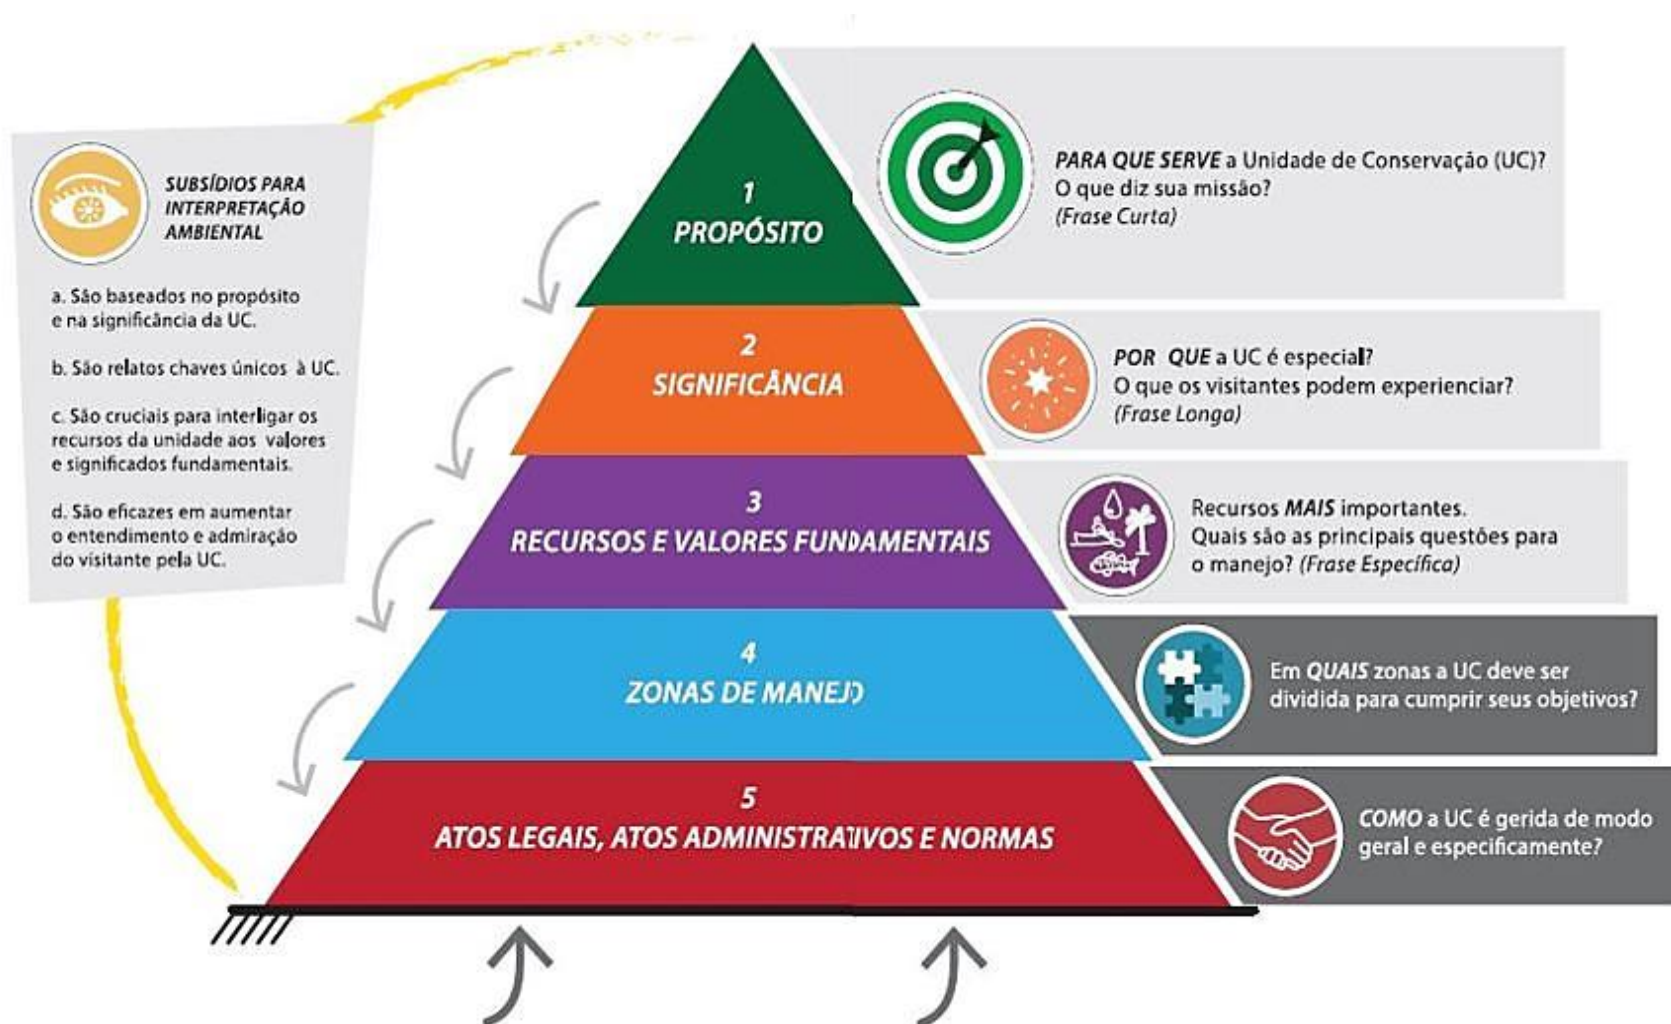 SUBSÍDIOS PARA
INTERPRETAÇÃO
AMBIENTAL
a. São baseados no propósito
e na significância da UC.
b. São relatos chaves únicos à UC.
c. São cruciais para interligar os
recursos da unidade aos valores
e significados fundamentais.
d. São eficazes em aumentar
o entendimento e admiração
do visitante pela UC.
1
PROPÓSITO
PARA QUE SERVE a Unidade de Conservação (UC)?
O que diz sua missão?
(Frase Curta)
2
SIGNIFICÂNCIA
POR QUE a UC é especial?
O que os visitantes podem experienciar?
(Frase Longa)
3
RECURSOS E VALORES FUNDAMENTAIS
Recursos MAIS importantes.
Quais são as principais questões para
o manejo? (Frase Específica)
4
ZONAS DE MANEJO
Em QUAIS zonas a UC deve ser
dividida para cumprir seus objetivos?
5
ATOS LEGAIS, ATOS ADMINISTRATIVOS E NORMAS
COMO a UC é gerida de modo
geral e especificamente?